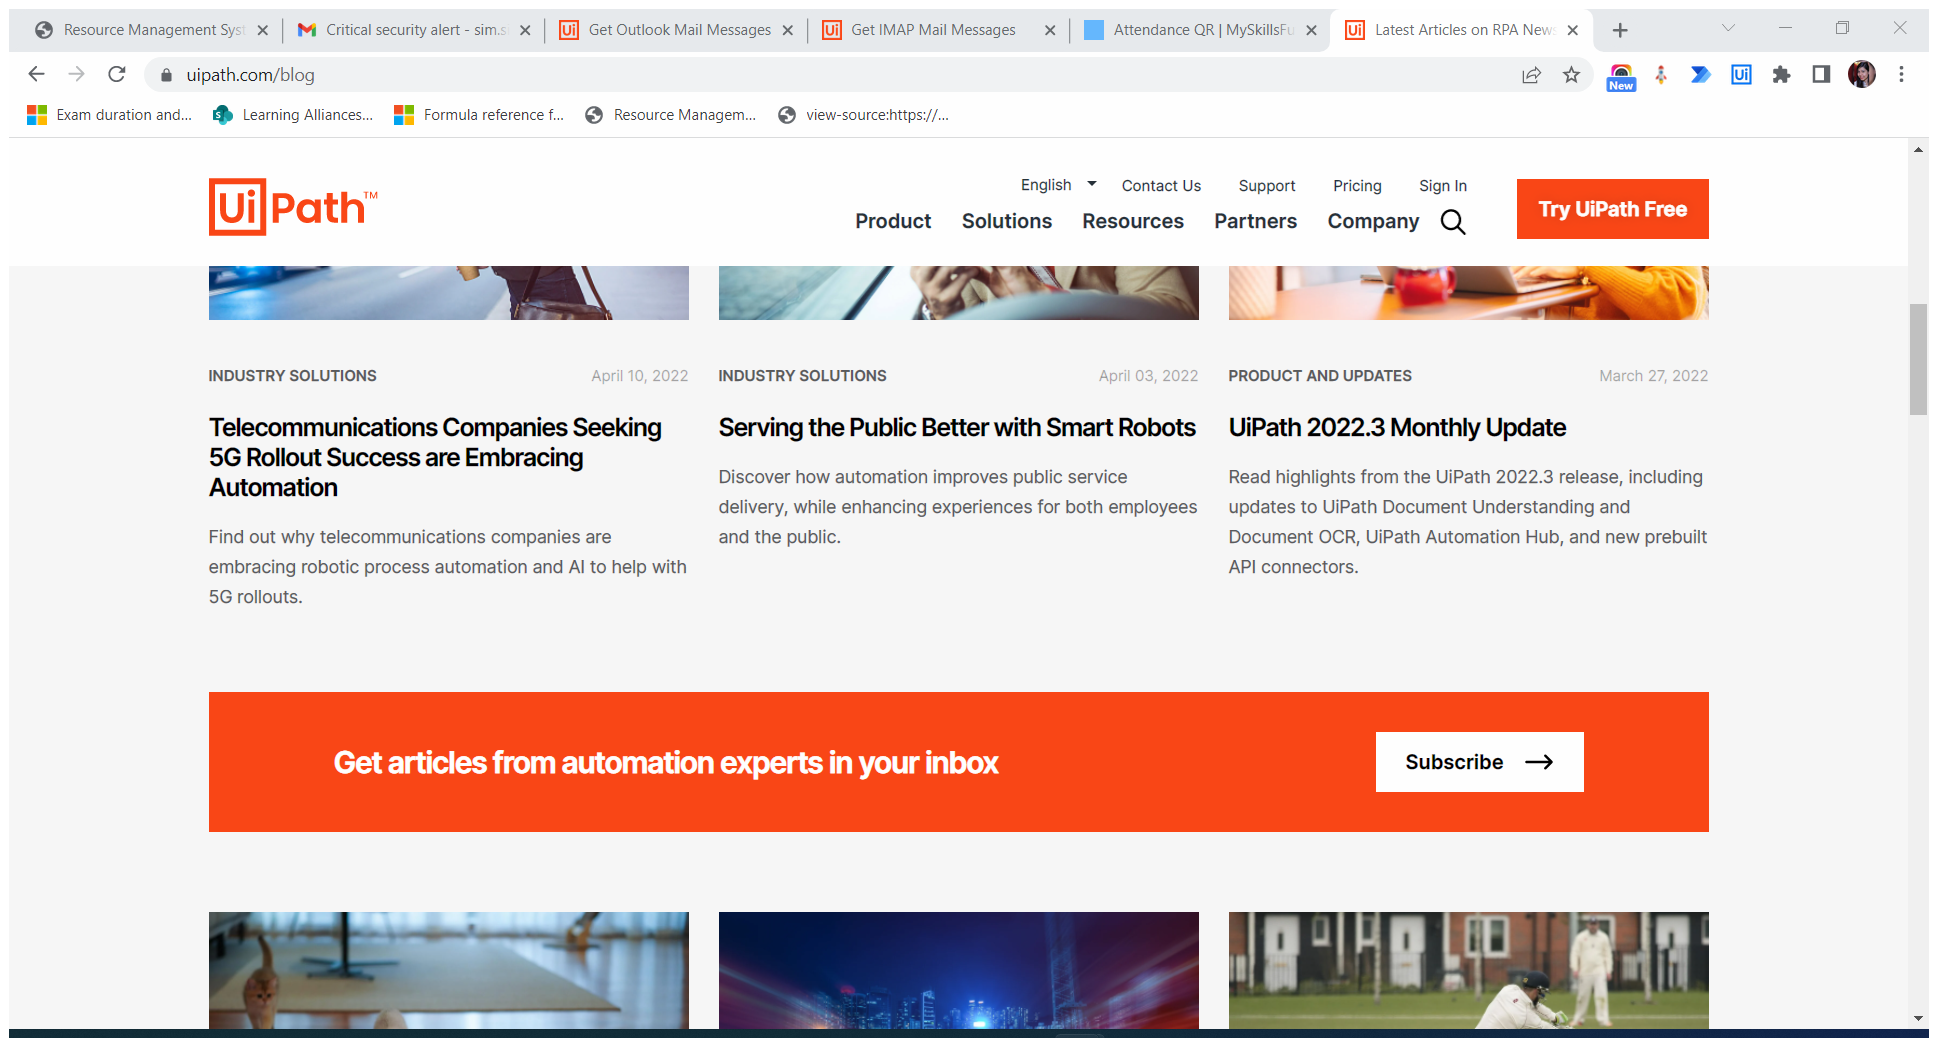 Resource Management Syst
Critical security alert - sim.s
Get Outlook Mail Messages
Get IMAP Mail Messages
Attendance QR | MySkillsFu
Latest Articles on RPA News
uipath.com/blog
New
Ui
Exam duration and...
Learning Alliances...
Formula reference f...
Resource Managem...
view-source:https://...
UiPath™
English
Contact Us
Support
Pricing
Sign In
Product
Solutions
Resources
Partners
Company
Try UiPath Free
INDUSTRY SOLUTIONS
April 10, 2022
Telecommunications Companies Seeking
5G Rollout Success are Embracing
Automation
Find out why telecommunications companies are
embracing robotic process automation and AI to help with
5G rollouts.
INDUSTRY SOLUTIONS
April 03, 2022
Serving the Public Better with Smart Robots
Discover how automation improves public service
delivery, while enhancing experiences for both employees
and the public.
PRODUCT AND UPDATES
March 27, 2022
UiPath 2022.3 Monthly Update
Read highlights from the UiPath 2022.3 release, including
updates to UiPath Document Understanding and
Document OCR, UiPath Automation Hub, and new prebuilt
API connectors.
Get articles from automation experts in your inbox
Subscribe